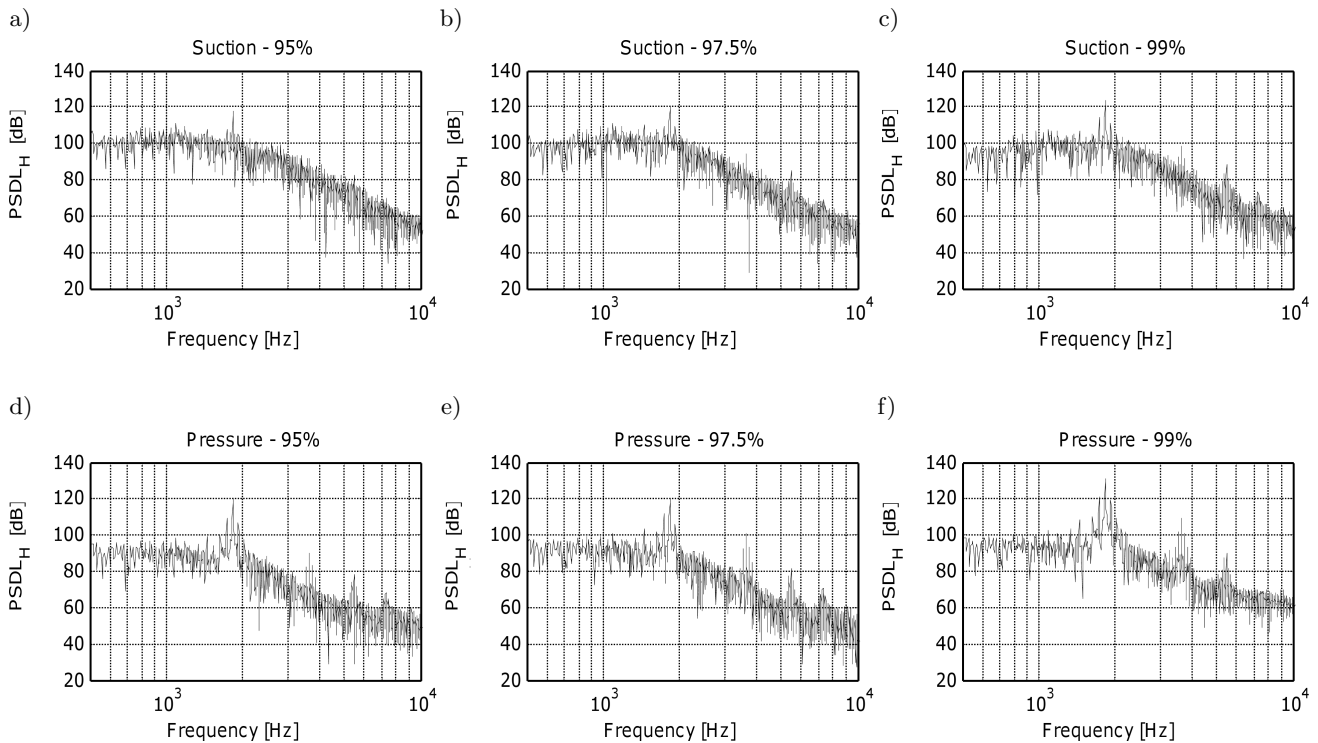 a)
Suction - 95%
PSDL_H [dB]
140
120
100
80
60
40
20
10^3
10^4
Frequency [Hz]
b)
Suction - 97.5%
PSDL_H [dB]
140
120
100
80
60
40
20
10^3
10^4
Frequency [Hz]
c)
Suction - 99%
PSDL_H [dB]
140
120
100
80
60
40
20
10^3
10^4
Frequency [Hz]
d)
Pressure - 95%
PSDL_H [dB]
140
120
100
80
60
40
20
10^3
10^4
Frequency [Hz]
e)
Pressure - 97.5%
PSDL_H [dB]
140
120
100
80
60
40
20
10^3
10^4
Frequency [Hz]
f)
Pressure - 99%
PSDL_H [dB]
140
120
100
80
60
40
20
10^3
10^4
Frequency [Hz]